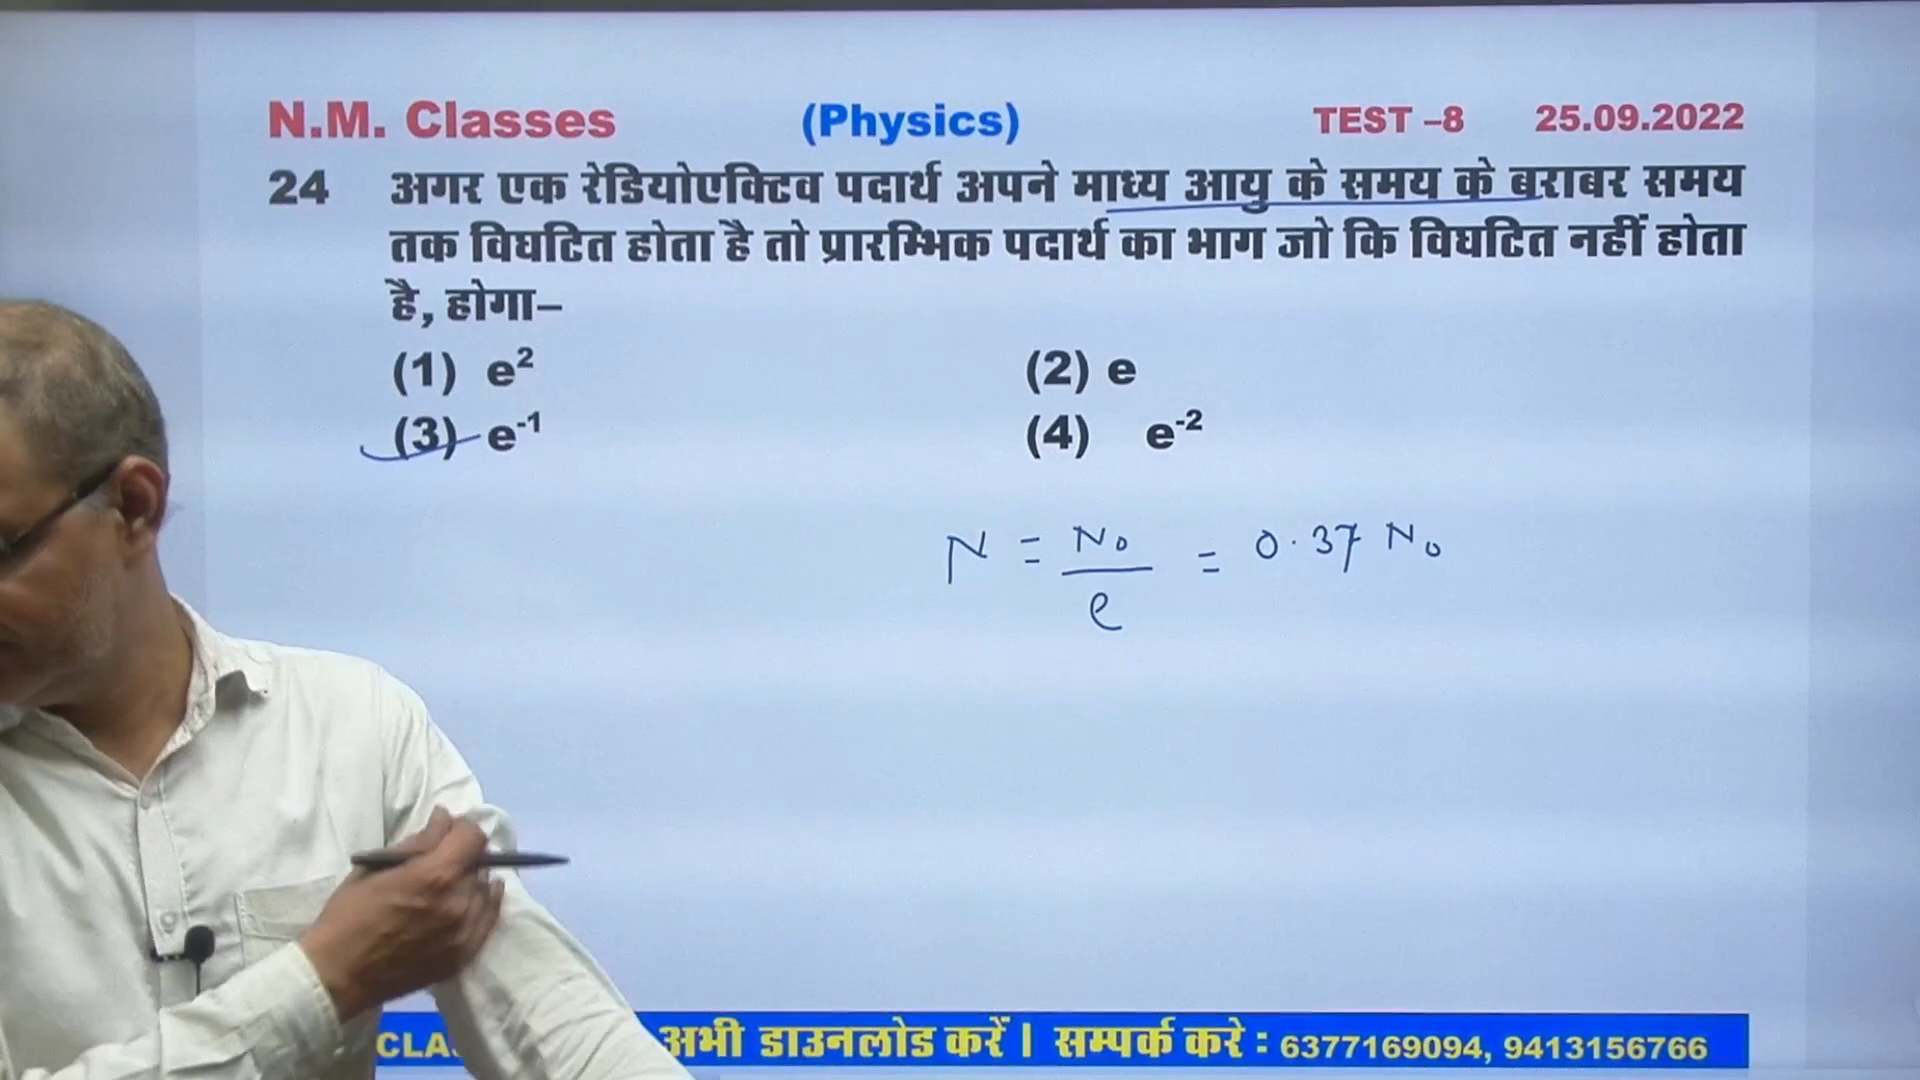 N.M. Classes (Physics) TEST –8 25.09.2022
24 अगर एक रेडियोएक्टिव पदार्थ अपने माध्य आयु के समय के बराबर समय
तक विघटित होता है तो प्रारम्भिक पदार्थ का भाग जो कि विघटित नहीं होता
है, होगा–
(1) e² (2) e
(3) e⁻¹ (4) e⁻²
N = N₀/e = 0.37 N₀
अभी डाउनलोड करें। सम्पर्क करे : 6377169094, 9413156766